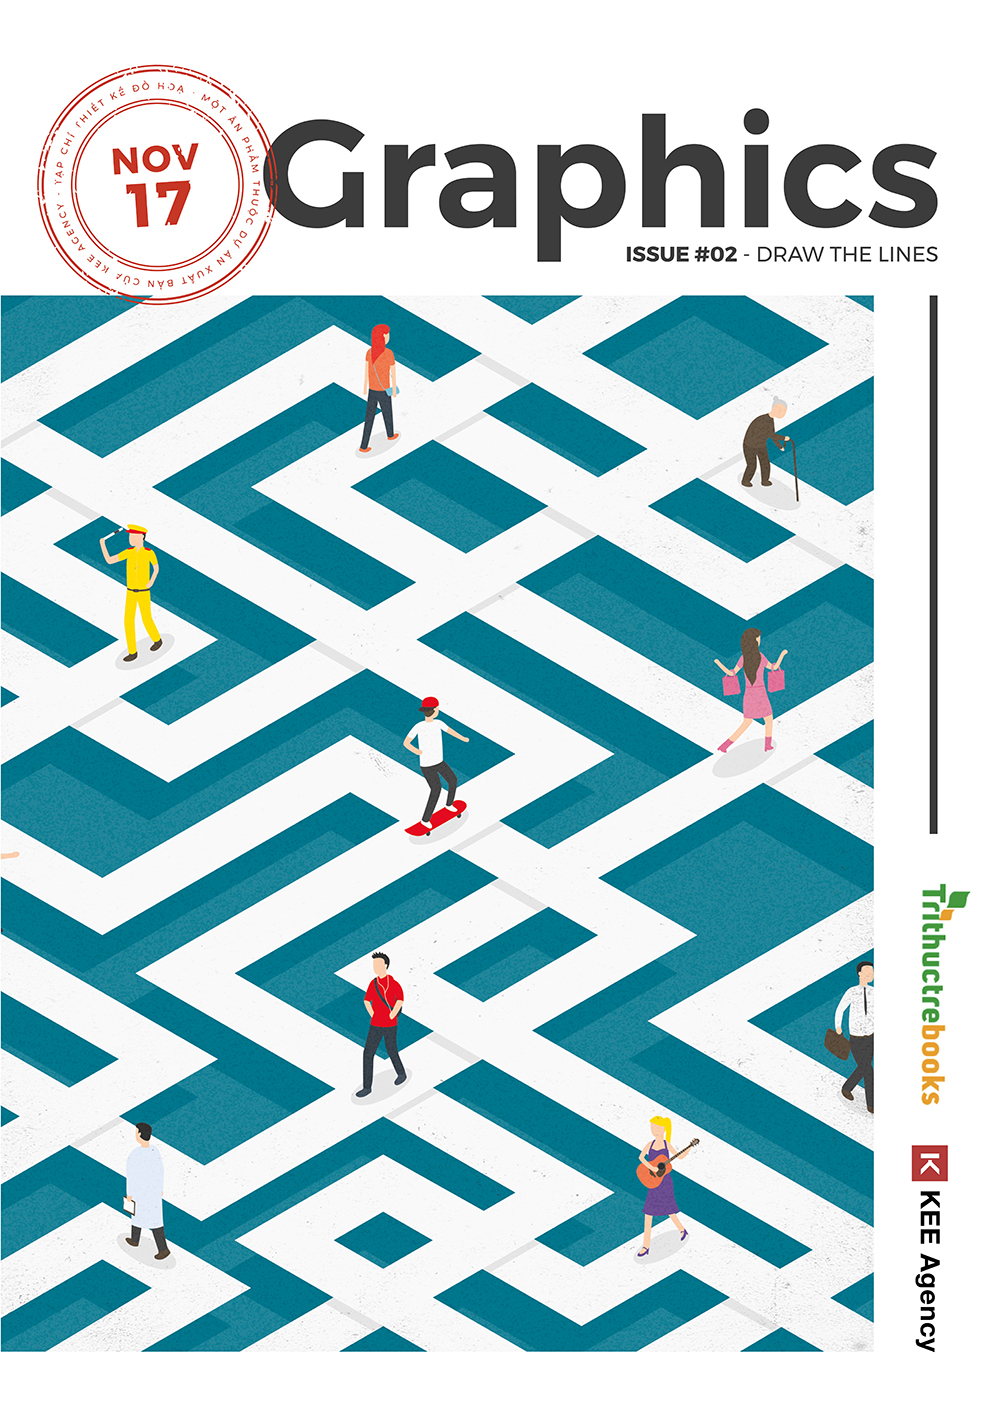 TẠP CHÍ THIẾT KẾ ĐỒ HOẠ - MỘT ẤN PHẨM THUỘC DỰ ÁN XUẤT BẢN CỦA KEE AGENCY -
NOV
17
Graphics
ISSUE #02 - DRAW THE LINES
Trithuctrebooks
K KEE Agency